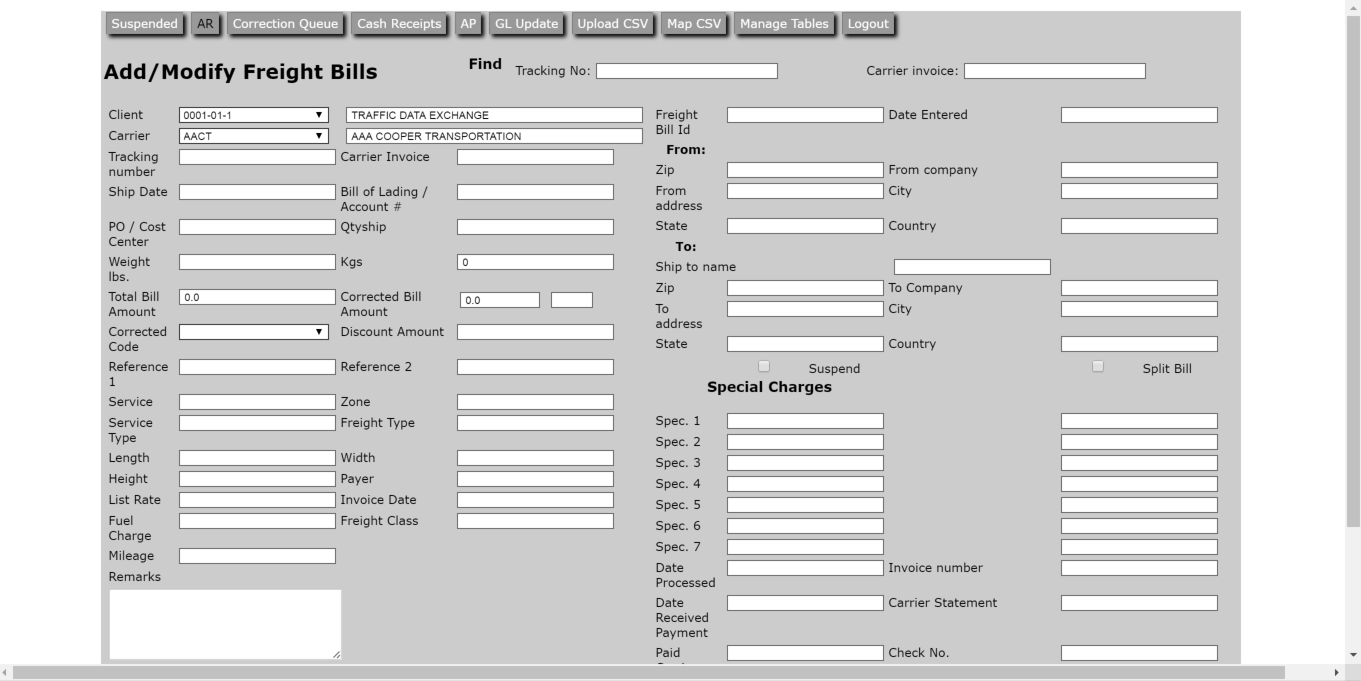 Suspended AR Correction Queue Cash Receipts AP GL Update Upload CSV Map CSV Manage Tables Logout
Add/Modify Freight Bills Find Tracking No: Carrier invoice:
Client 0001-01-1 TRAFFIC DATA EXCHANGE
Carrier AACT AAA COOPER TRANSPORTATION
Tracking number Carrier Invoice
Ship Date Bill of Lading / Account #
PO / Cost Center Qtyship
Weight lbs. Kgs 0
Total Bill Amount 0.0 Corrected Bill Amount 0.0
Corrected Code Discount Amount
Reference 1 Reference 2
Service Zone
Service Type Freight Type
Length Width
Height Payer
List Rate Invoice Date
Fuel Charge Freight Class
Mileage
Remarks
Freight Bill Id Date Entered
From:
Zip From company
From address City
State Country
To:
Ship to name
Zip To Company
To address City
State Country
Suspend Split Bill
Special Charges
Spec. 1
Spec. 2
Spec. 3
Spec. 4
Spec. 5
Spec. 6
Spec. 7
Date Processed Invoice number
Date Received Payment Carrier Statement
Paid Check No.